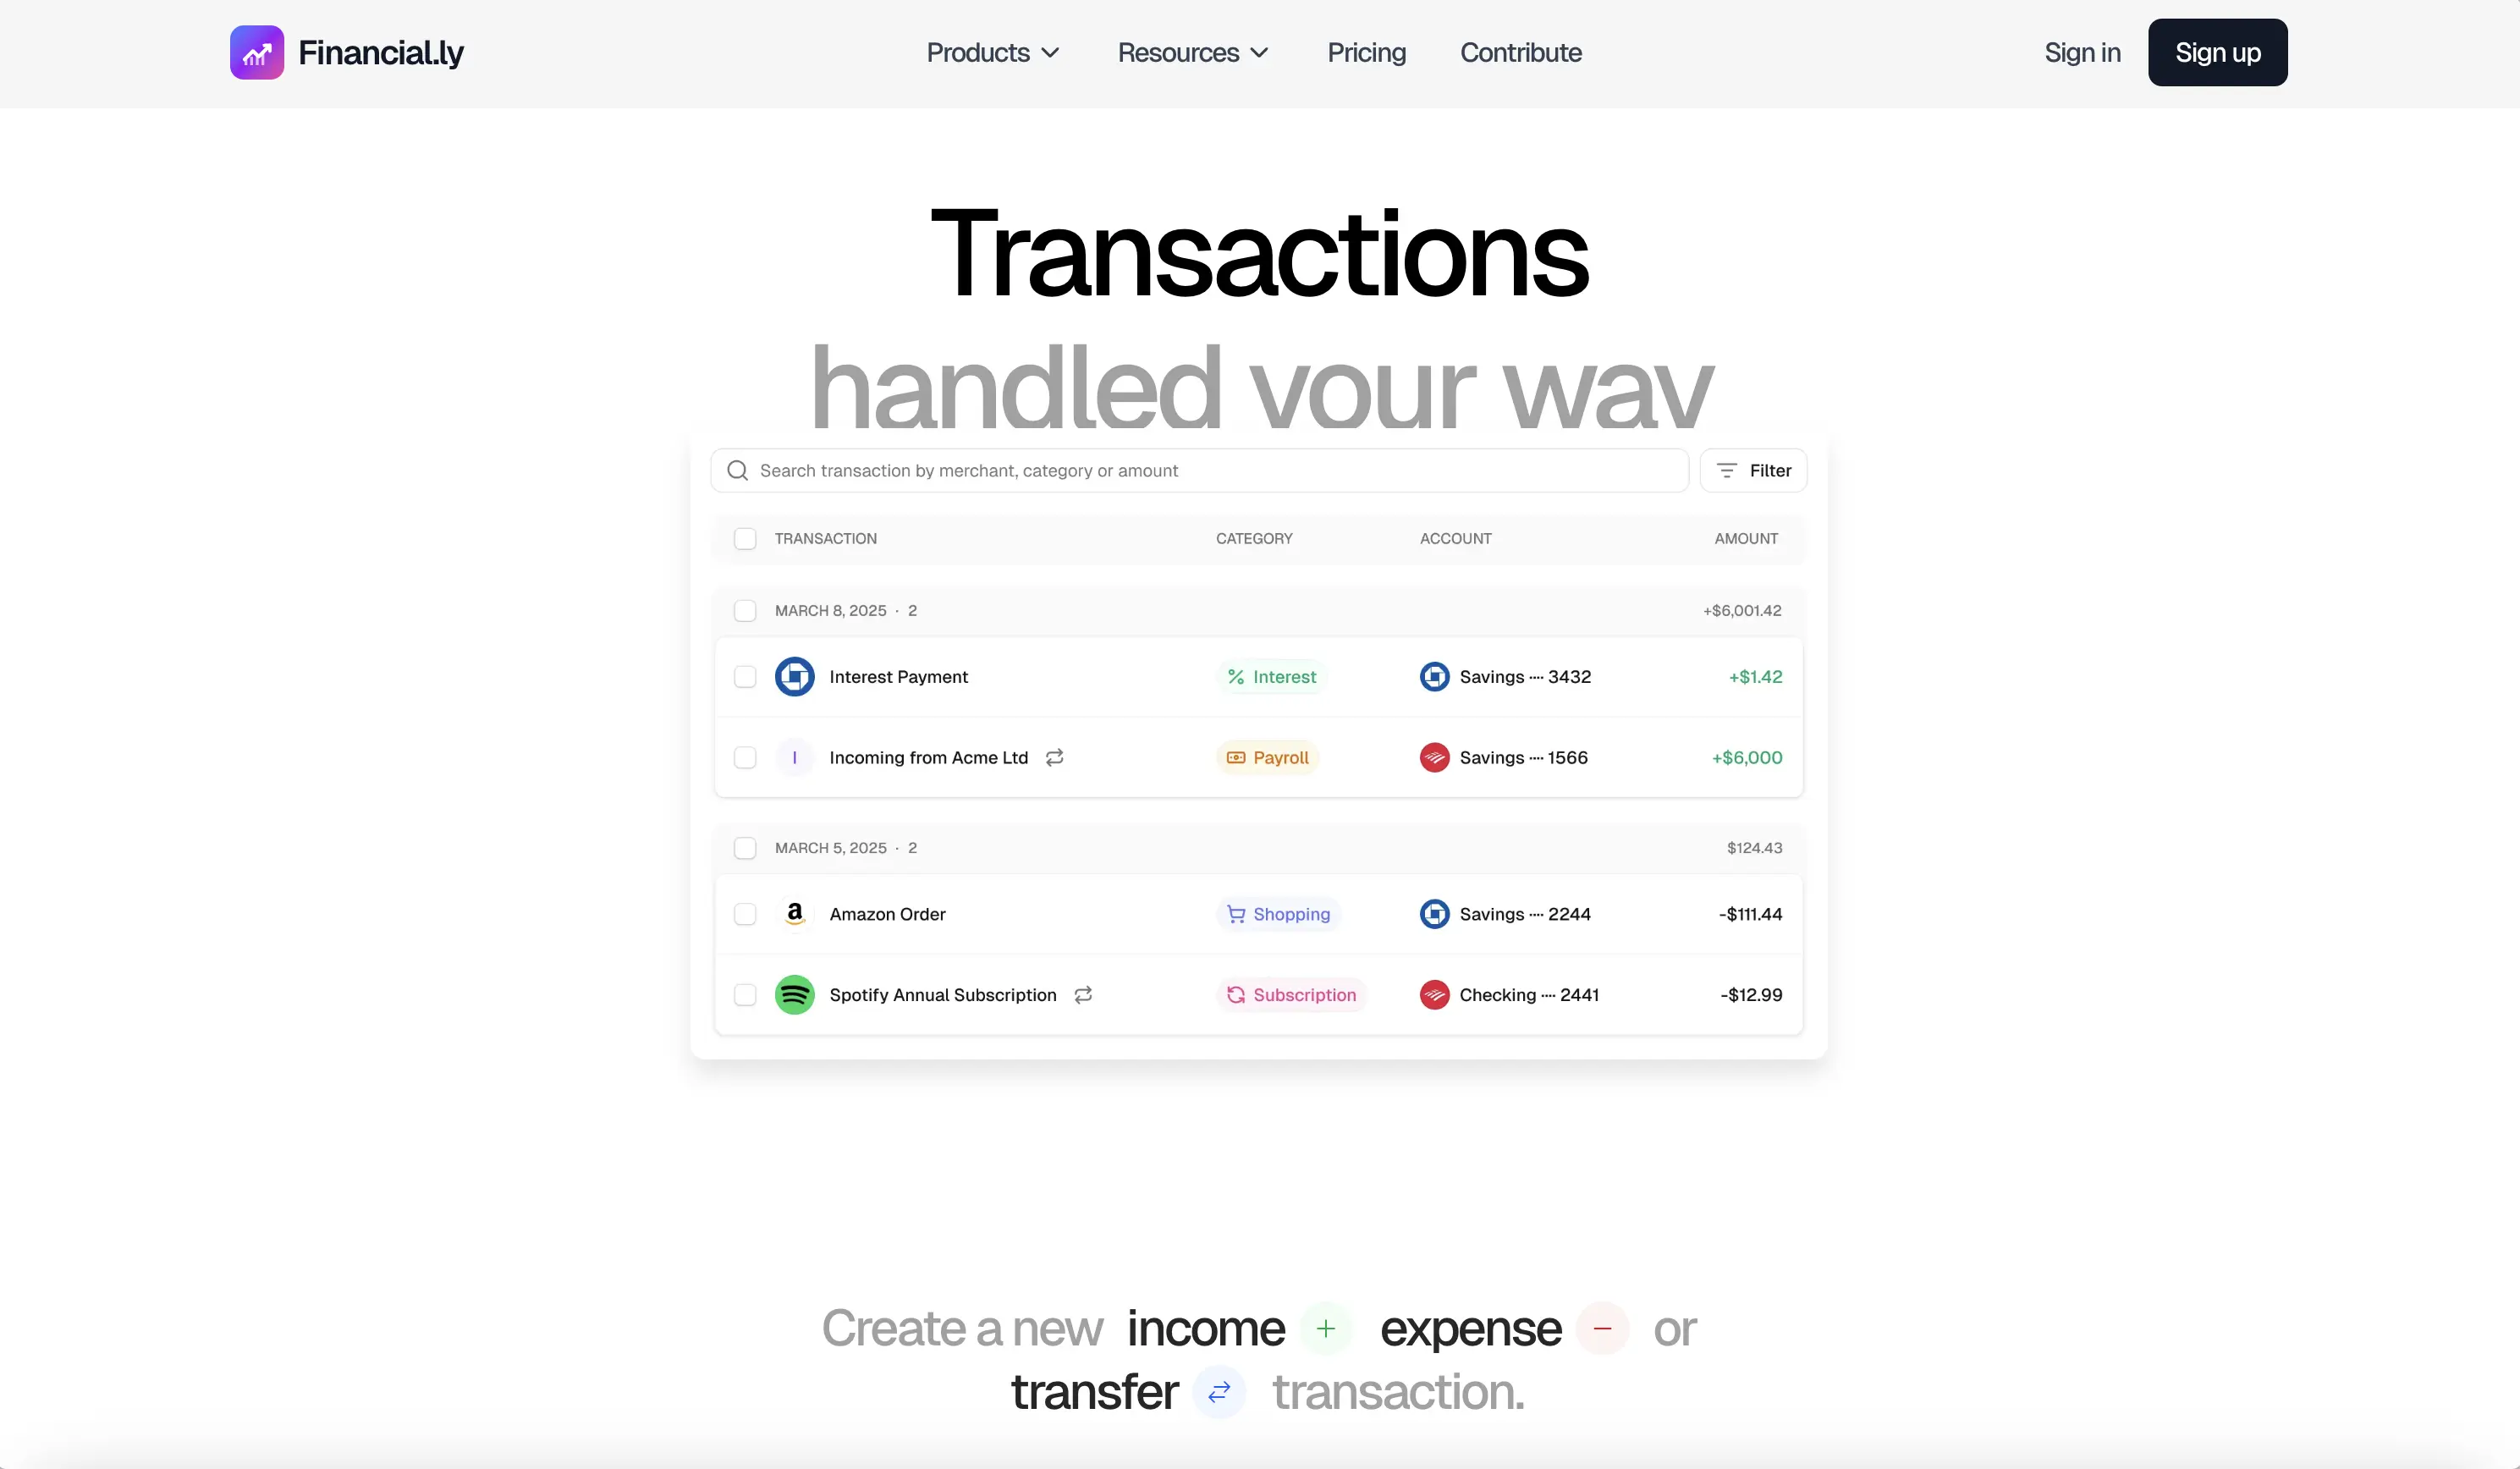 Financial.ly Products Resources Pricing Contribute Sign in Sign up
Transactions
handled your way
Search transaction by merchant, category or amount Filter
TRANSACTION CATEGORY ACCOUNT AMOUNT
MARCH 8, 2025 · 2 +$6,001.42
Interest Payment Interest Savings ···· 3432 +$1.42
I Incoming from Acme Ltd Payroll Savings ···· 1566 +$6,000
MARCH 5, 2025 · 2 $124.43
a Amazon Order Shopping Savings ···· 2244 -$111.44
Spotify Annual Subscription Subscription Checking ···· 2441 -$12.99
Create a new income + expense − or
transfer transaction.